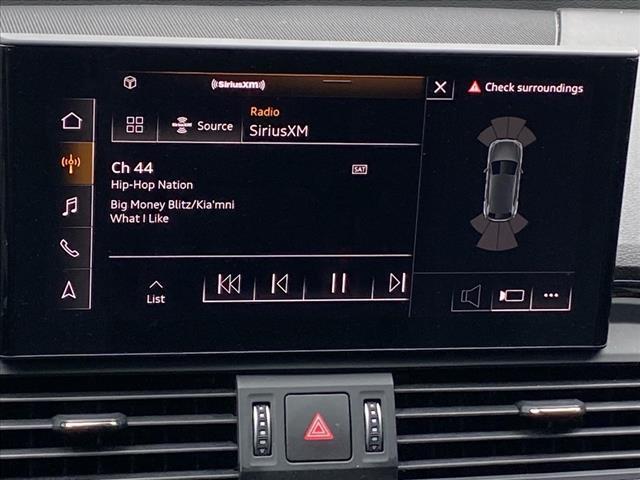 ((SiriusXM))
Check surroundings
Radio
SiriusXM
Source
SiriusXM
Ch 44
SAT
Hip-Hop Nation
Big Money Blitz/Kia'mni
What I Like
List